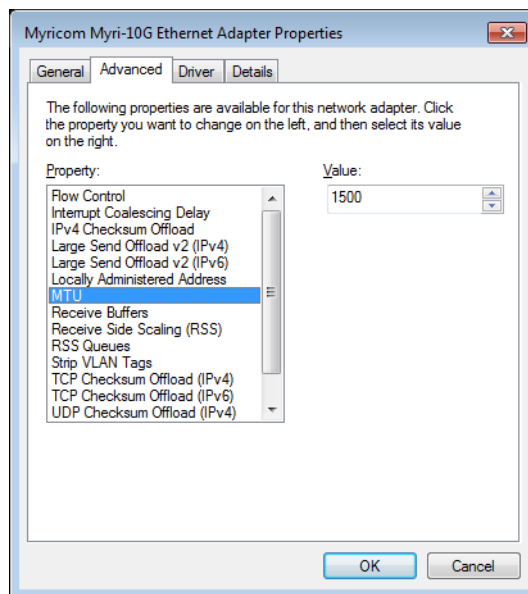 Myricom Myri-10G Ethernet Adapter Properties
General Advanced Driver Details
The following properties are available for this network adapter. Click
the property you want to change on the left, and then select its value
on the right.
Property:
Value:
Flow Control
Interrupt Coalescing Delay
IPv4 Checksum Offload
Large Send Offload v2 (IPv4)
Large Send Offload v2 (IPv6)
Locally Administered Address
MTU
Receive Buffers
Receive Side Scaling (RSS)
RSS Queues
Strip VLAN Tags
TCP Checksum Offload (IPv4)
TCP Checksum Offload (IPv6)
UDP Checksum Offload (IPv4)
1500
OK Cancel